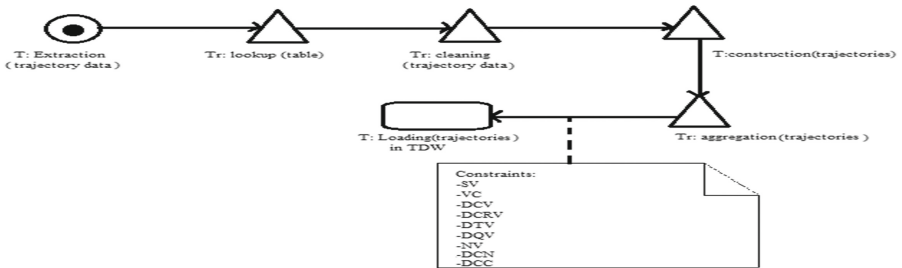 T: Extraction
(trajectory data)
Tr: lookup (table)
Tr: cleaning
(trajectory data)
T:construction(trajectories)
T: Loading(trajectories)
in TDW
Tr: aggregation(trajectories)
Constraints:
-SV
-VC
-DCV
-DCRV
-DTV
-DQV
-NV
-DCN
-DCC